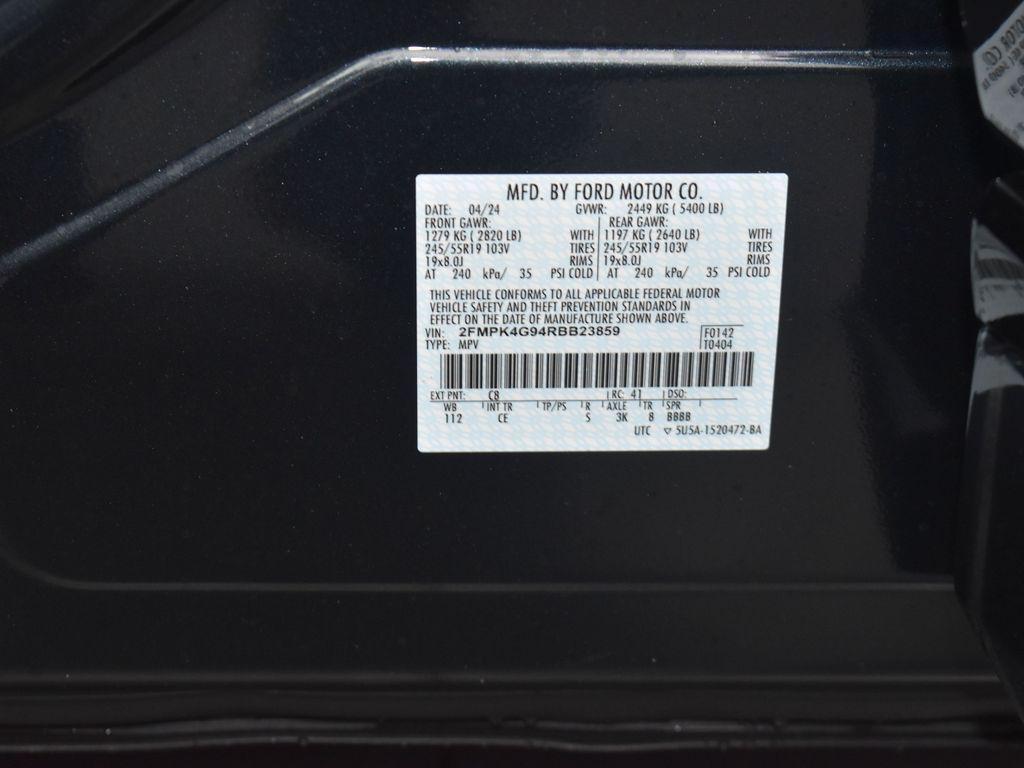 MFD. BY FORD MOTOR CO.
DATE: 04/24 GVWR: 2449 KG ( 5400 LB)
FRONT GAWR: REAR GAWR:
1279 KG ( 2820 LB) WITH 1197 KG ( 2640 LB) WITH
245/55R19 103V TIRES 245/55R19 103V TIRES
19x8.0J RIMS 19x8.0J RIMS
AT 240 kPa/ 35 PSI COLD AT 240 kPa/ 35 PSI COLD
THIS VEHICLE CONFORMS TO ALL APPLICABLE FEDERAL MOTOR
VEHICLE SAFETY AND THEFT PREVENTION STANDARDS IN
EFFECT ON THE DATE OF MANUFACTURE SHOWN ABOVE.
VIN: 2FMPK4G94RBB23859 F0142
TYPE: MPV T0404
EXT PNT: C8 RC: 41 DSO:
WB INT TR TP/PS R AXLE TR SPR
112 CE S 3K 8 BBBB
UTC ▽ 5U5A-1520472-BA